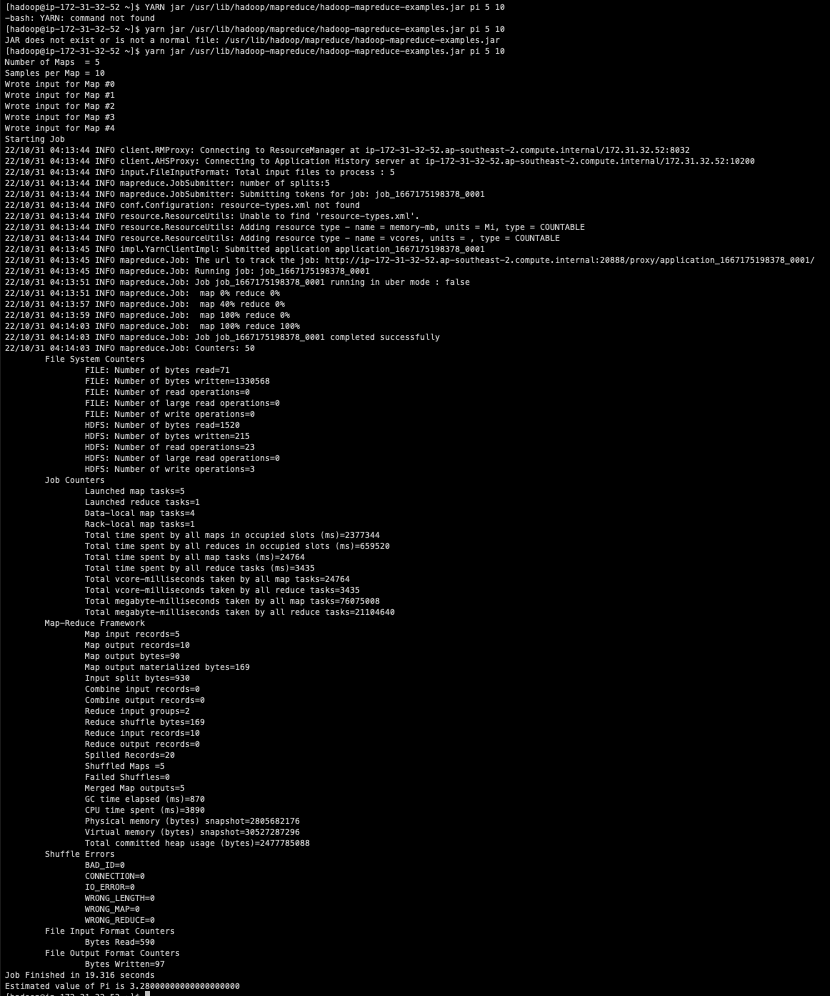 [hadoop@ip-172-31-32-52 ~]$ YARN jar /usr/lib/hadoop/mapreduce/hadoop-mapreduce-examples.jar pi 5 10
-bash: YARN: command not found
[hadoop@ip-172-31-32-52 ~]$ yarn jar /usr/lib/hadoop/mapreduce/hadoop-mapreduce-examples.jar pi 5 10
JAR does not exist or is not a normal file: /usr/lib/hadoop/mapreduce/hadoop-mapreduce-examples.jar
[hadoop@ip-172-31-32-52 ~]$ yarn jar /usr/lib/hadoop-mapreduce/hadoop-mapreduce-examples.jar pi 5 10
Number of Maps  = 5
Samples per Map = 10
Wrote input for Map #0
Wrote input for Map #1
Wrote input for Map #2
Wrote input for Map #3
Wrote input for Map #4
Starting Job
22/10/31 04:13:44 INFO client.RMProxy: Connecting to ResourceManager at ip-172-31-32-52.ap-southeast-2.compute.internal/172.31.32.52:8032
22/10/31 04:13:44 INFO client.AHSProxy: Connecting to Application History server at ip-172-31-32-52.ap-southeast-2.compute.internal/172.31.32.52:10200
22/10/31 04:13:44 INFO input.FileInputFormat: Total input files to process : 5
22/10/31 04:13:44 INFO mapreduce.JobSubmitter: number of splits:5
22/10/31 04:13:44 INFO mapreduce.JobSubmitter: Submitting tokens for job: job_1667175198378_0001
22/10/31 04:13:44 INFO conf.Configuration: resource-types.xml not found
22/10/31 04:13:44 INFO resource.ResourceUtils: Unable to find 'resource-types.xml'.
22/10/31 04:13:44 INFO resource.ResourceUtils: Adding resource type - name = memory-mb, units = Mi, type = COUNTABLE
22/10/31 04:13:44 INFO resource.ResourceUtils: Adding resource type - name = vcores, units = , type = COUNTABLE
22/10/31 04:13:45 INFO impl.YarnClientImpl: Submitted application application_1667175198378_0001
22/10/31 04:13:45 INFO mapreduce.Job: The url to track the job: http://ip-172-31-32-52.ap-southeast-2.compute.internal:20888/proxy/application_1667175198378_0001/
22/10/31 04:13:45 INFO mapreduce.Job: Running job: job_1667175198378_0001
22/10/31 04:13:51 INFO mapreduce.Job: Job job_1667175198378_0001 running in uber mode : false
22/10/31 04:13:51 INFO mapreduce.Job:  map 0% reduce 0%
22/10/31 04:13:57 INFO mapreduce.Job:  map 40% reduce 0%
22/10/31 04:13:59 INFO mapreduce.Job:  map 100% reduce 0%
22/10/31 04:14:03 INFO mapreduce.Job:  map 100% reduce 100%
22/10/31 04:14:03 INFO mapreduce.Job: Job job_1667175198378_0001 completed successfully
22/10/31 04:14:03 INFO mapreduce.Job: Counters: 50
File System Counters
FILE: Number of bytes read=71
FILE: Number of bytes written=1330568
FILE: Number of read operations=0
FILE: Number of large read operations=0
FILE: Number of write operations=0
HDFS: Number of bytes read=1520
HDFS: Number of bytes written=215
HDFS: Number of read operations=23
HDFS: Number of large read operations=0
HDFS: Number of write operations=3
Job Counters
Launched map tasks=5
Launched reduce tasks=1
Data-local map tasks=4
Rack-local map tasks=1
Total time spent by all maps in occupied slots (ms)=2377344
Total time spent by all reduces in occupied slots (ms)=659520
Total time spent by all map tasks (ms)=24764
Total time spent by all reduce tasks (ms)=3435
Total vcore-milliseconds taken by all map tasks=24764
Total vcore-milliseconds taken by all reduce tasks=3435
Total megabyte-milliseconds taken by all map tasks=76075008
Total megabyte-milliseconds taken by all reduce tasks=21104640
Map-Reduce Framework
Map input records=5
Map output records=10
Map output bytes=90
Map output materialized bytes=169
Input split bytes=930
Combine input records=0
Combine output records=0
Reduce input groups=2
Reduce shuffle bytes=169
Reduce input records=10
Reduce output records=0
Spilled Records=20
Shuffled Maps =5
Failed Shuffles=0
Merged Map outputs=5
GC time elapsed (ms)=870
CPU time spent (ms)=3890
Physical memory (bytes) snapshot=2805682176
Virtual memory (bytes) snapshot=30527287296
Total committed heap usage (bytes)=2477785088
Shuffle Errors
BAD_ID=0
CONNECTION=0
IO_ERROR=0
WRONG_LENGTH=0
WRONG_MAP=0
WRONG_REDUCE=0
File Input Format Counters
Bytes Read=590
File Output Format Counters
Bytes Written=97
Job Finished in 19.316 seconds
Estimated value of Pi is 3.28000000000000000000
[hadoop@ip-172-31-32-52 ~]$